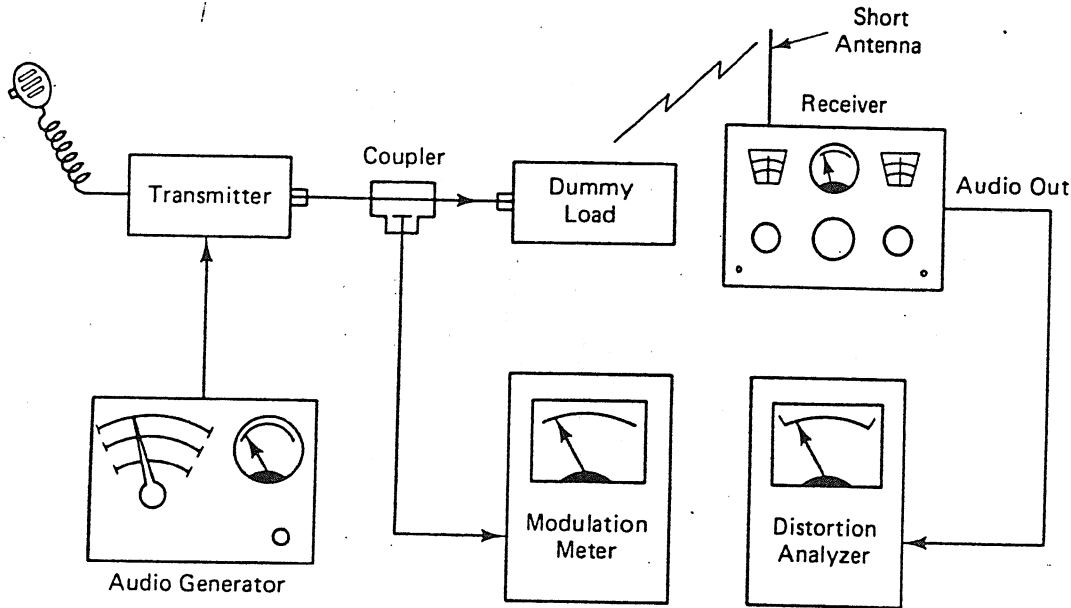 Short
Antenna
Receiver
Coupler
Transmitter
Dummy
Load
Audio Out
Modulation
Meter
Distortion
Analyzer
Audio Generator